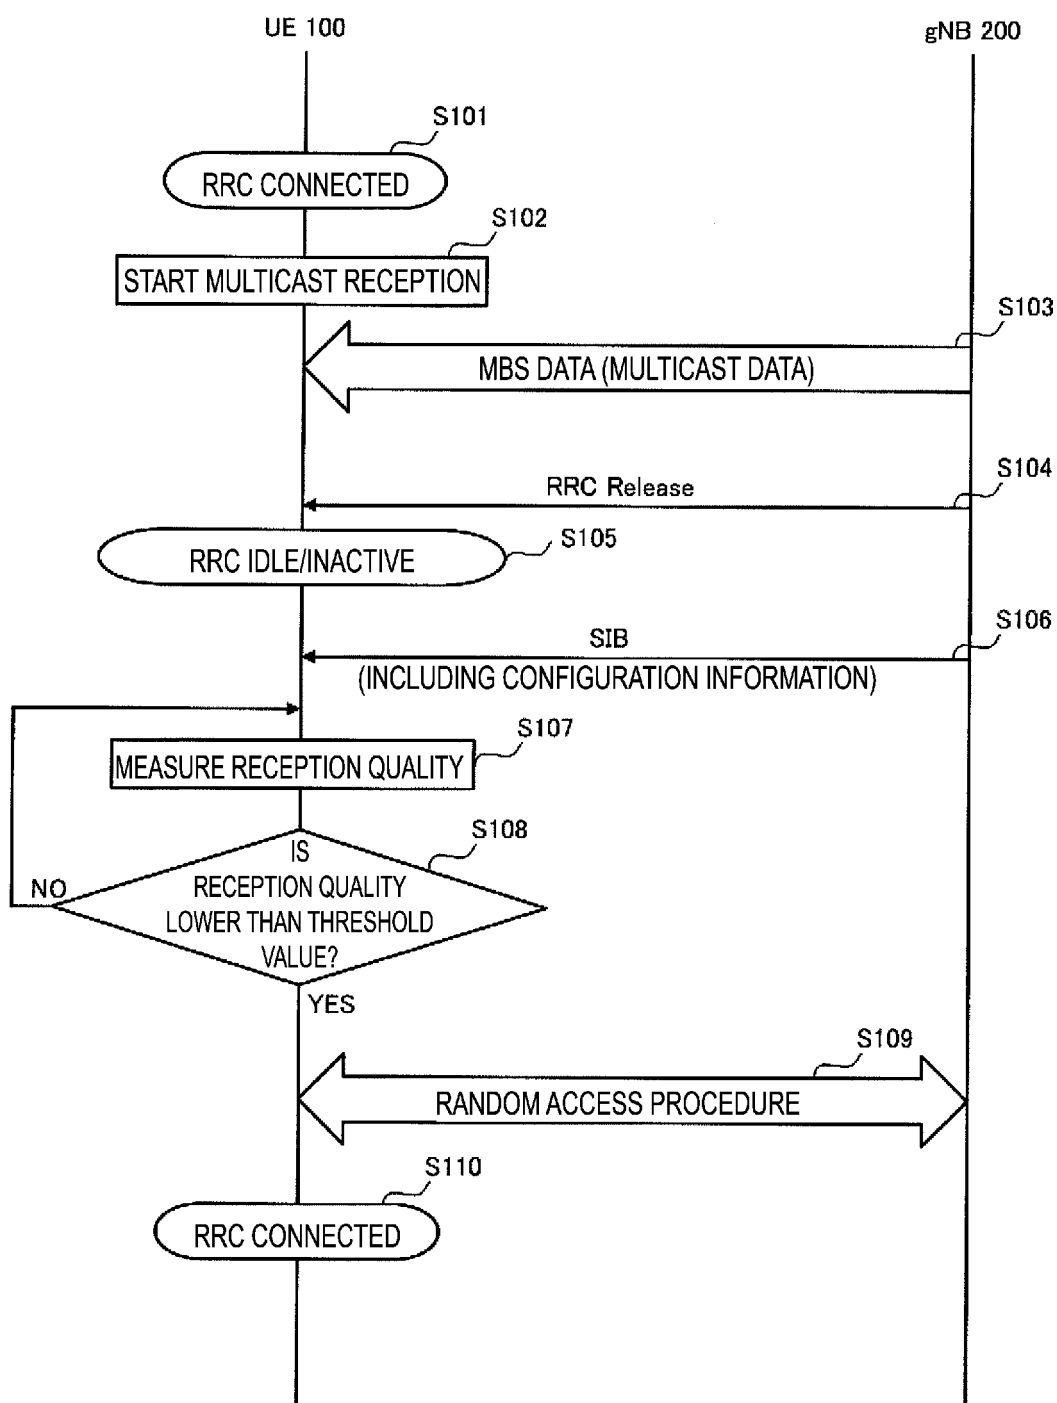 UE 100
gNB 200
S101
RRC CONNECTED
S102
START MULTICAST RECEPTION
S103
MBS DATA (MULTICAST DATA)
S104
RRC Release
S105
RRC IDLE/INACTIVE
S106
SIB
(INCLUDING CONFIGURATION INFORMATION)
S107
MEASURE RECEPTION QUALITY
S108
IS
RECEPTION QUALITY
LOWER THAN THRESHOLD
VALUE?
NO
YES
S109
RANDOM ACCESS PROCEDURE
S110
RRC CONNECTED